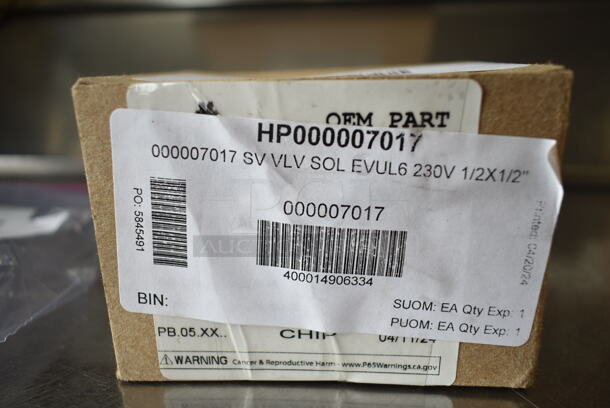 OEM PART
HP000007017
000007017 SV VLV SOL EVUL6 230V 1/2X1/2"
PO: 5845491
000007017
400014906334
Printed: 04/20/24
BIN:
SUOM: EA Qty Exp: 1
PUOM: EA Qty Exp: 1
PB.05.XX..
CHIP
04/11/24
WARNING Cancer & Reproductive Harm - www.P65Warnings.ca.gov